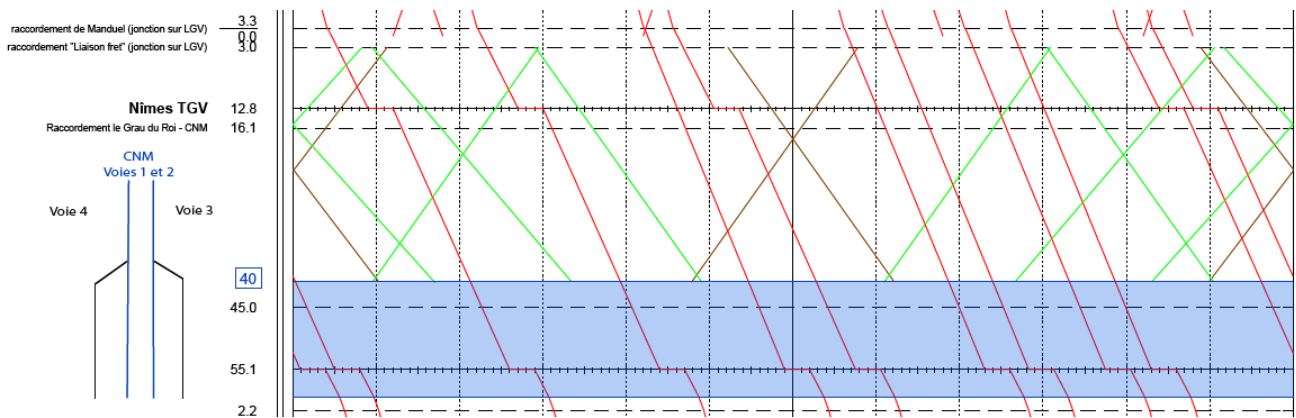 raccordement de Manduel (jonction sur LGV) 3.3
0.0
raccordement "Liaison fret" (jonction sur LGV) 3.0
Nîmes TGV 12.8
Raccordement le Grau du Roi - CNM 16.1
CNM
Voies 1 et 2
Voie 4 Voie 3
40
45.0
55.1
2.2